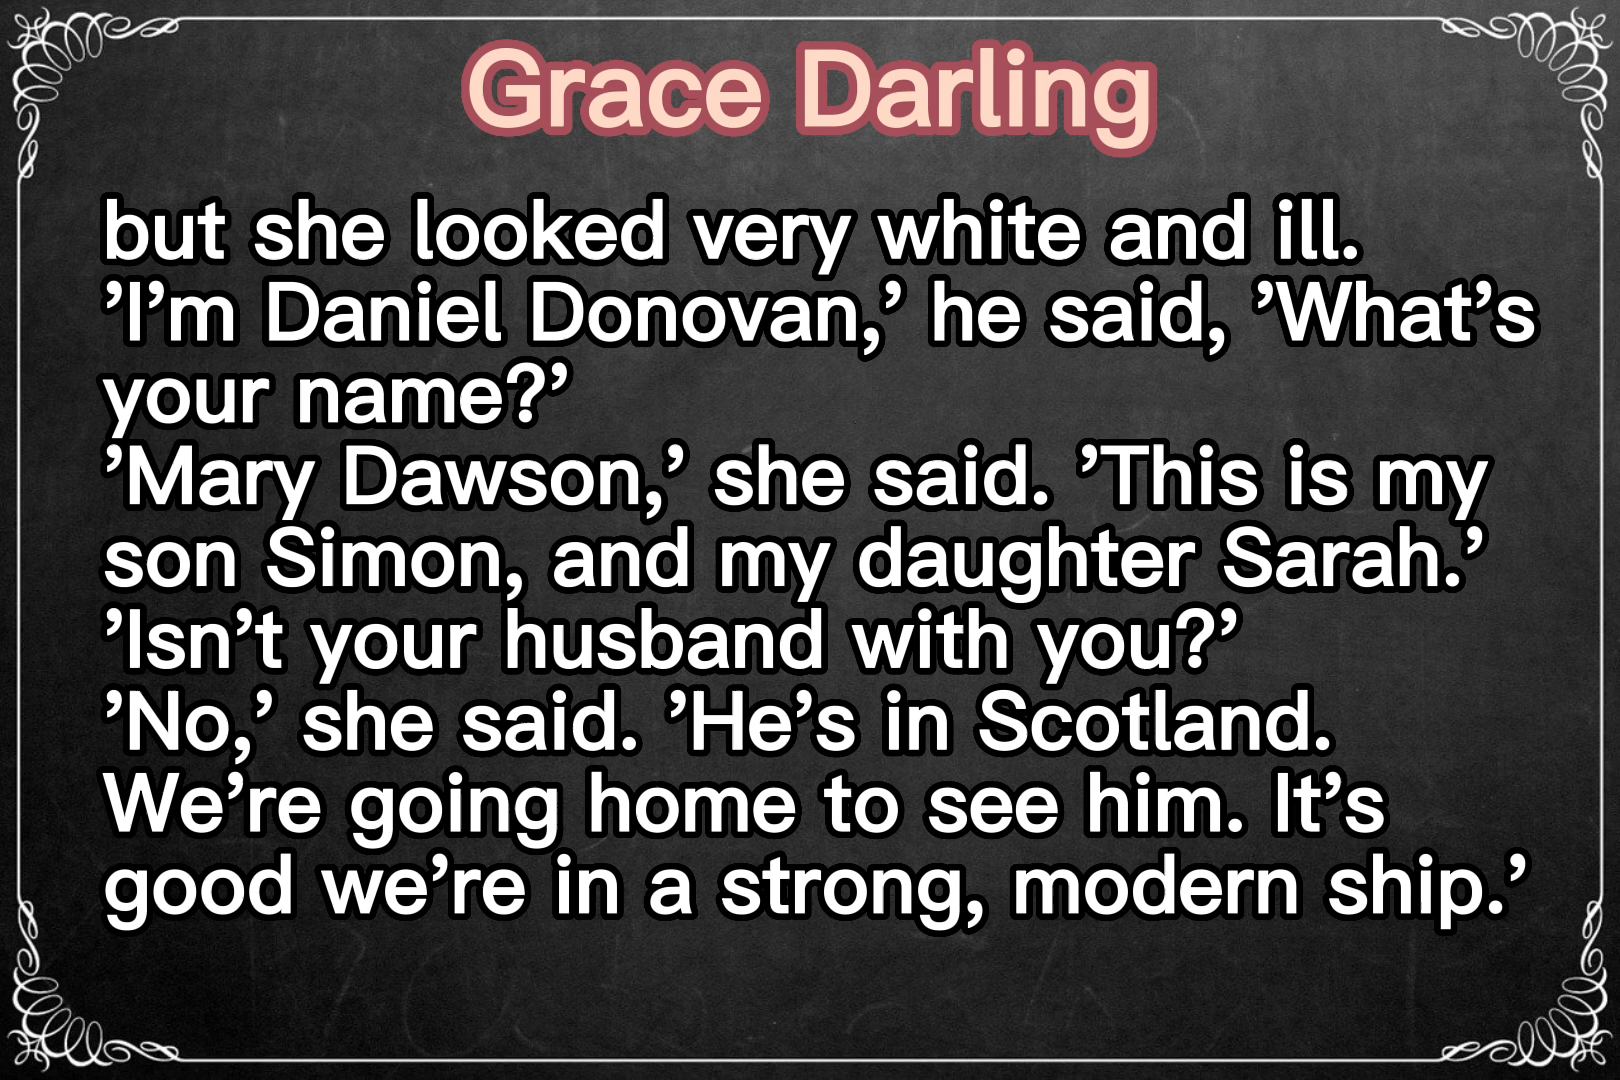 Grace Darling
but she looked very white and ill.
’I’m Daniel Donovan,’ he said, ’What’s
your name?’
’Mary Dawson,’ she said. ’This is my
son Simon, and my daughter Sarah.’
’Isn’t your husband with you?’
’No,’ she said. ’He’s in Scotland.
We’re going home to see him. It’s
good we’re in a strong, modern ship.’